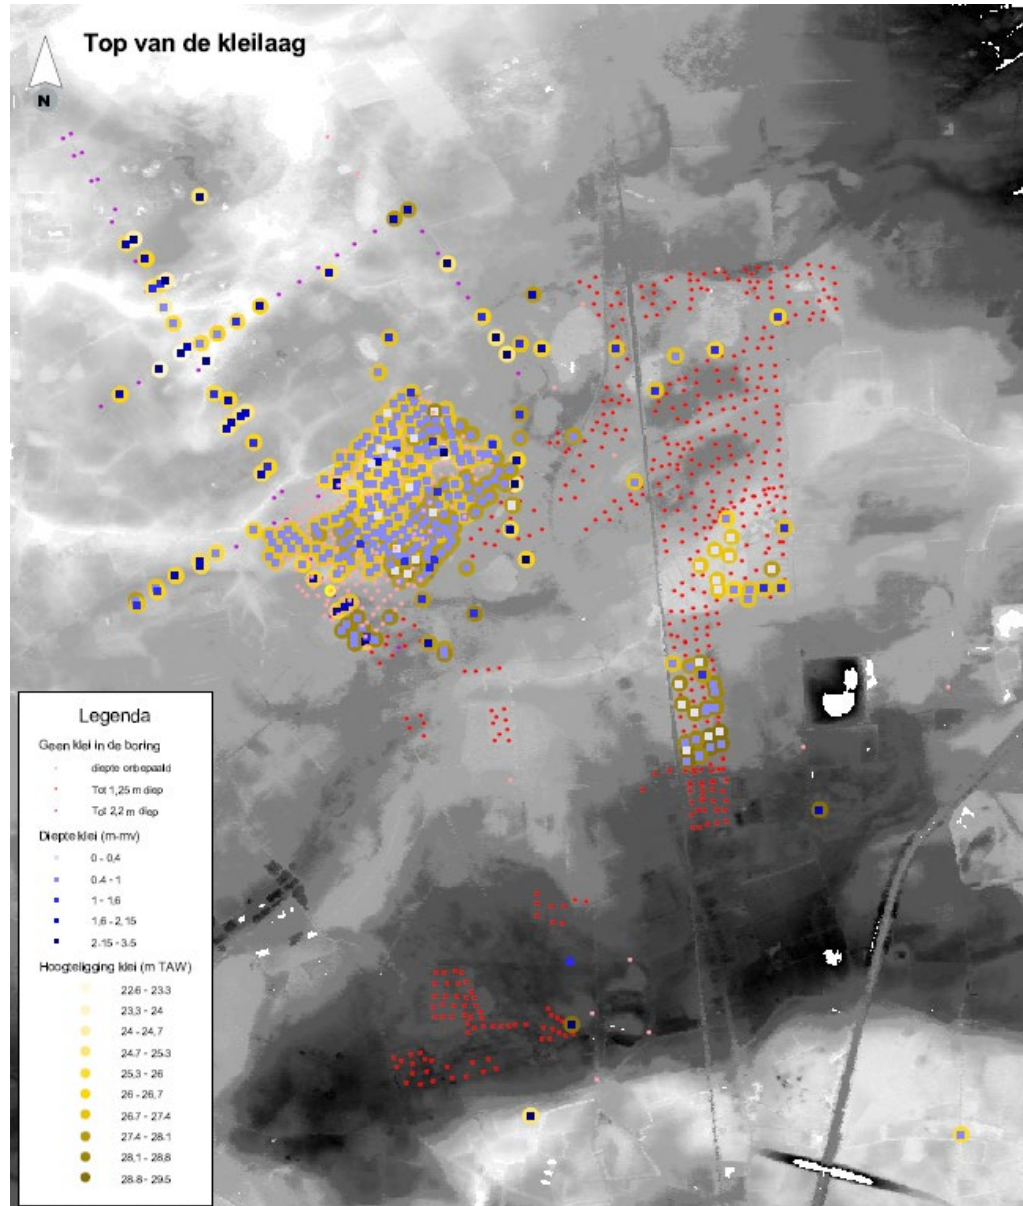 Top van de kleilaag
N
Legenda
Geen klei in de boring
diepte onbepaald
Tot 1,25 m diep
Tot 2,2 m diep
Diepte klei (m-mv)
0 - 0,4
0.4 - 1
1 - 1,6
1,6 - 2,15
2.15 - 3.5
Hoogteligging klei (m TAW)
22.6 - 23.3
23,3 - 24
24 - 24,7
24.7 - 25.3
25,3 - 26
26 - 26,7
26.7 - 27.4
27.4 - 28.1
28,1 - 28,8
28.8 - 29.5